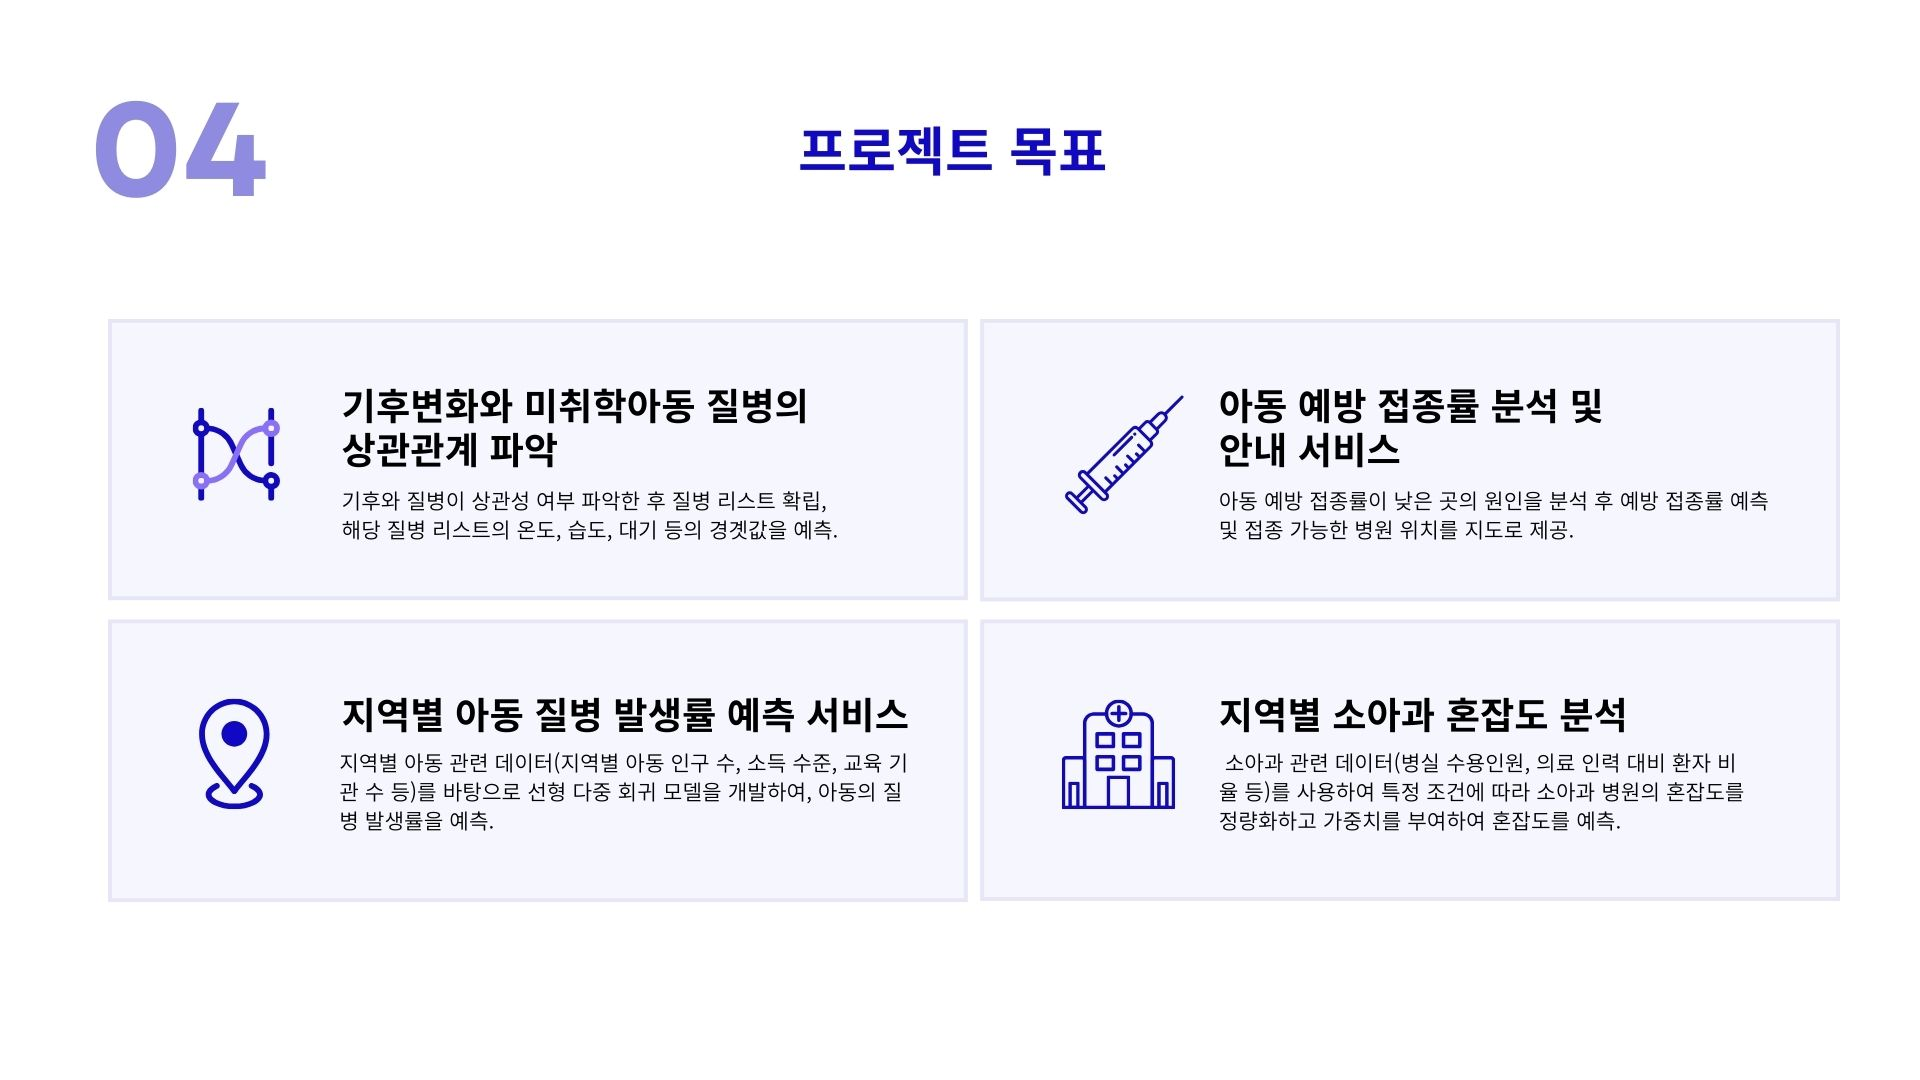 04
프로젝트 목표
기후변화와 미취학아동 질병의
상관관계 파악
기후와 질병이 상관성 여부 파악한 후 질병 리스트 확립,
해당 질병 리스트의 온도, 습도, 대기 등의 경곗값을 예측.
아동 예방 접종률 분석 및
안내 서비스
아동 예방 접종률이 낮은 곳의 원인을 분석 후 예방 접종률 예측
및 접종 가능한 병원 위치를 지도로 제공.
지역별 아동 질병 발생률 예측 서비스
지역별 아동 관련 데이터(지역별 아동 인구 수, 소득 수준, 교육 기
관 수 등)를 바탕으로 선형 다중 회귀 모델을 개발하여, 아동의 질
병 발생률을 예측.
지역별 소아과 혼잡도 분석
소아과 관련 데이터(병실 수용인원, 의료 인력 대비 환자 비
율 등)를 사용하여 특정 조건에 따라 소아과 병원의 혼잡도를
정량화하고 가중치를 부여하여 혼잡도를 예측.